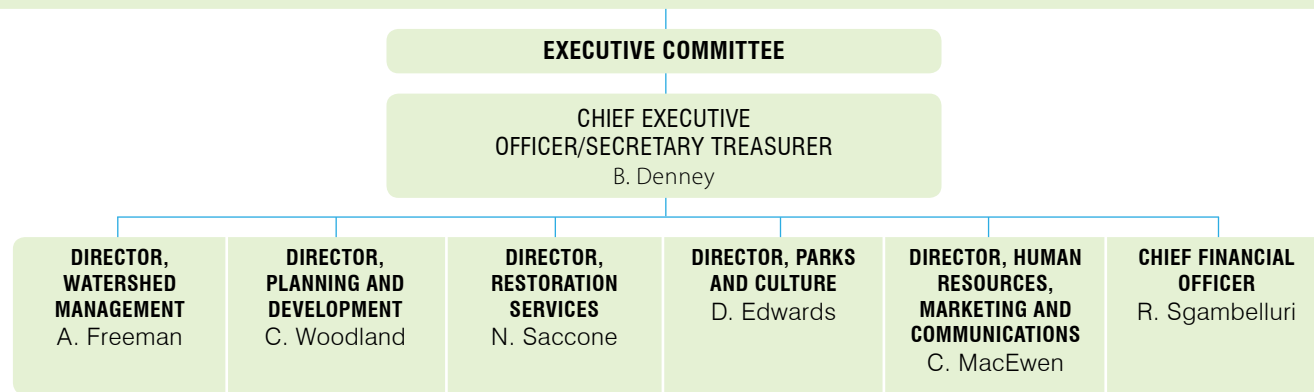 EXECUTIVE COMMITTEE
CHIEF EXECUTIVE
OFFICER/SECRETARY TREASURER
B. Denney
DIRECTOR,
WATERSHED
MANAGEMENT
A. Freeman
DIRECTOR,
PLANNING AND
DEVELOPMENT
C. Woodland
DIRECTOR,
RESTORATION
SERVICES
N. Saccone
DIRECTOR, PARKS
AND CULTURE
D. Edwards
DIRECTOR, HUMAN
RESOURCES,
MARKETING AND
COMMUNICATIONS
C. MacEwen
CHIEF FINANCIAL
OFFICER
R. Sgambelluri